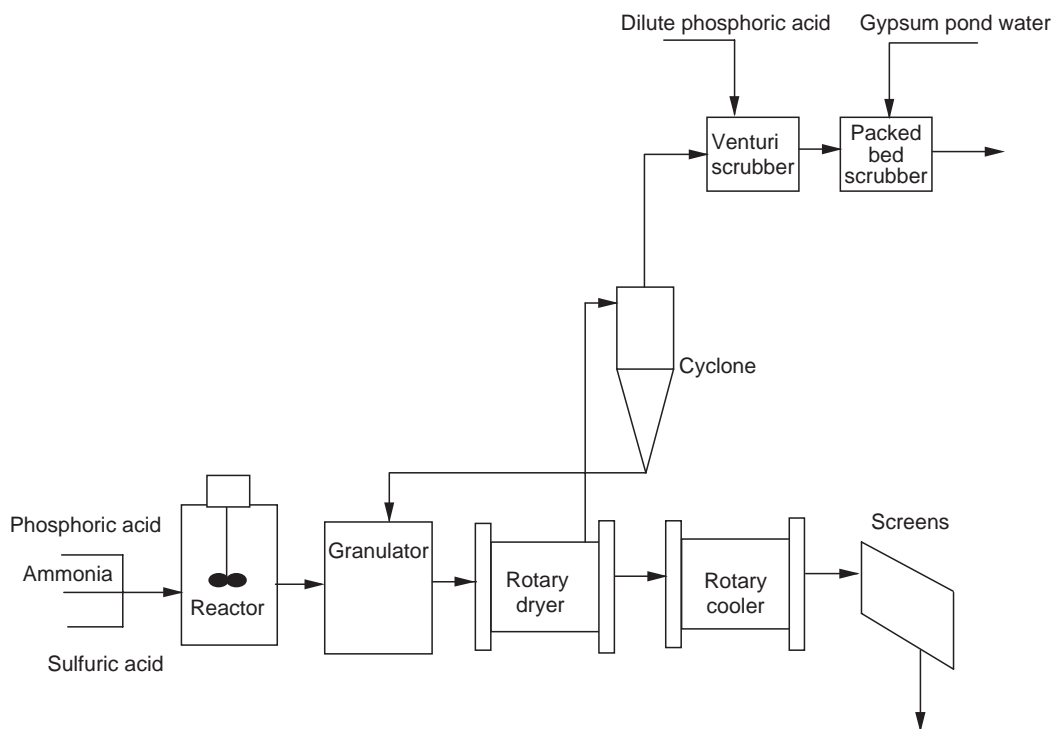 Dilute phosphoric acid
Gypsum pond water
Venturi
scrubber
Packed
bed
scrubber
Cyclone
Phosphoric acid
Ammonia
Sulfuric acid
Reactor
Granulator
Rotary
dryer
Rotary
cooler
Screens